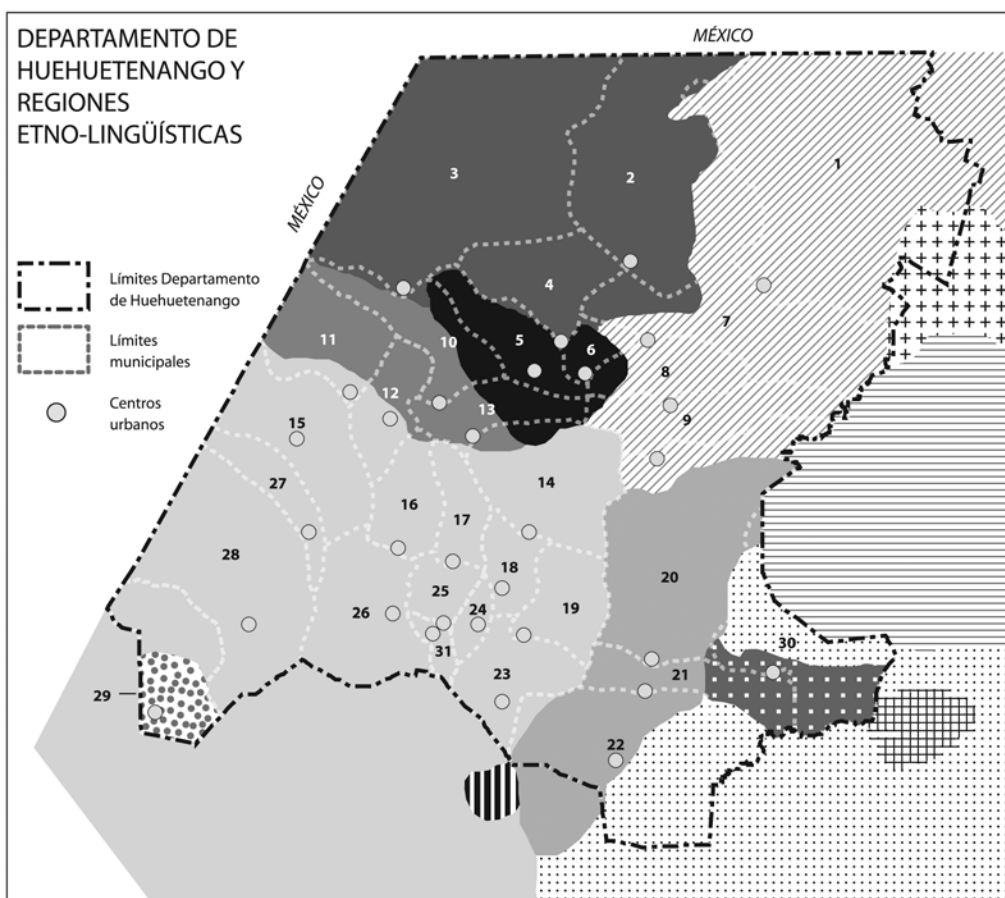 DEPARTAMENTO DE
HUEHUETENANGO Y
REGIONES
ETNO-LINGÜÍSTICAS
MÉXICO
MÉXICO
Límites Departamento
de Huehuetenango
Límites
municipales
Centros
urbanos
1
2
3
4
5
6
7
8
9
10
11
12
13
14
15
16
17
18
19
20
21
22
23
24
25
26
27
28
29
30
31